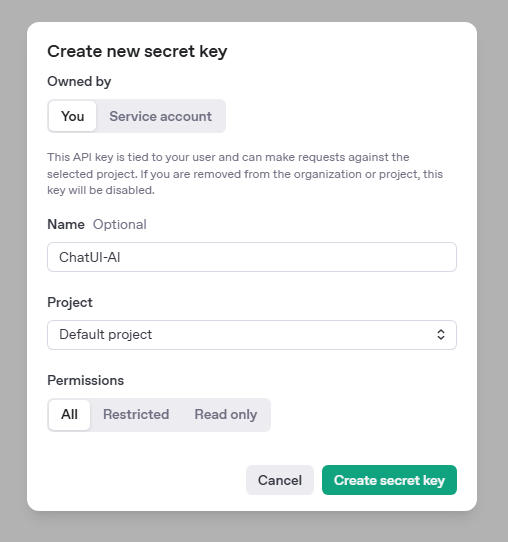 Create new secret key
Owned by
You Service account
This API key is tied to your user and can make requests against the
selected project. If you are removed from the organization or project, this
key will be disabled.
Name Optional
ChatUI-AI
Project
Default project
Permissions
All Restricted Read only
Cancel Create secret key